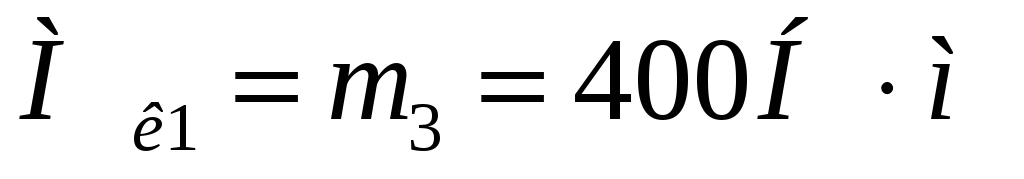 Ì ê1 = m3 = 400Í · ì